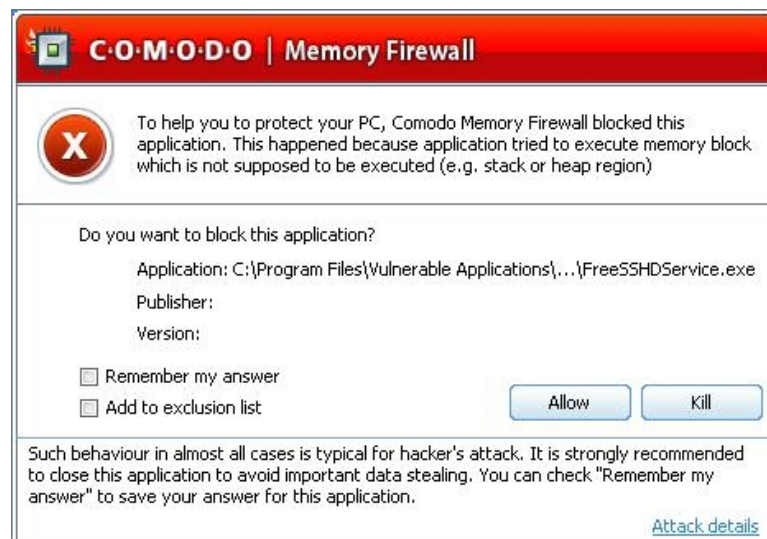 C·O·M·O·D·O | Memory Firewall
To help you to protect your PC, Comodo Memory Firewall blocked this
application. This happened because application tried to execute memory block
which is not supposed to be executed (e.g. stack or heap region)
Do you want to block this application?
Application: C:\Program Files\Vulnerable Applications\...\FreeSSHDService.exe
Publisher:
Version:
Remember my answer
Add to exclusion list
Allow
Kill
Such behaviour in almost all cases is typical for hacker's attack. It is strongly recommended
to close this application to avoid important data stealing. You can check "Remember my
answer" to save your answer for this application.
Attack details